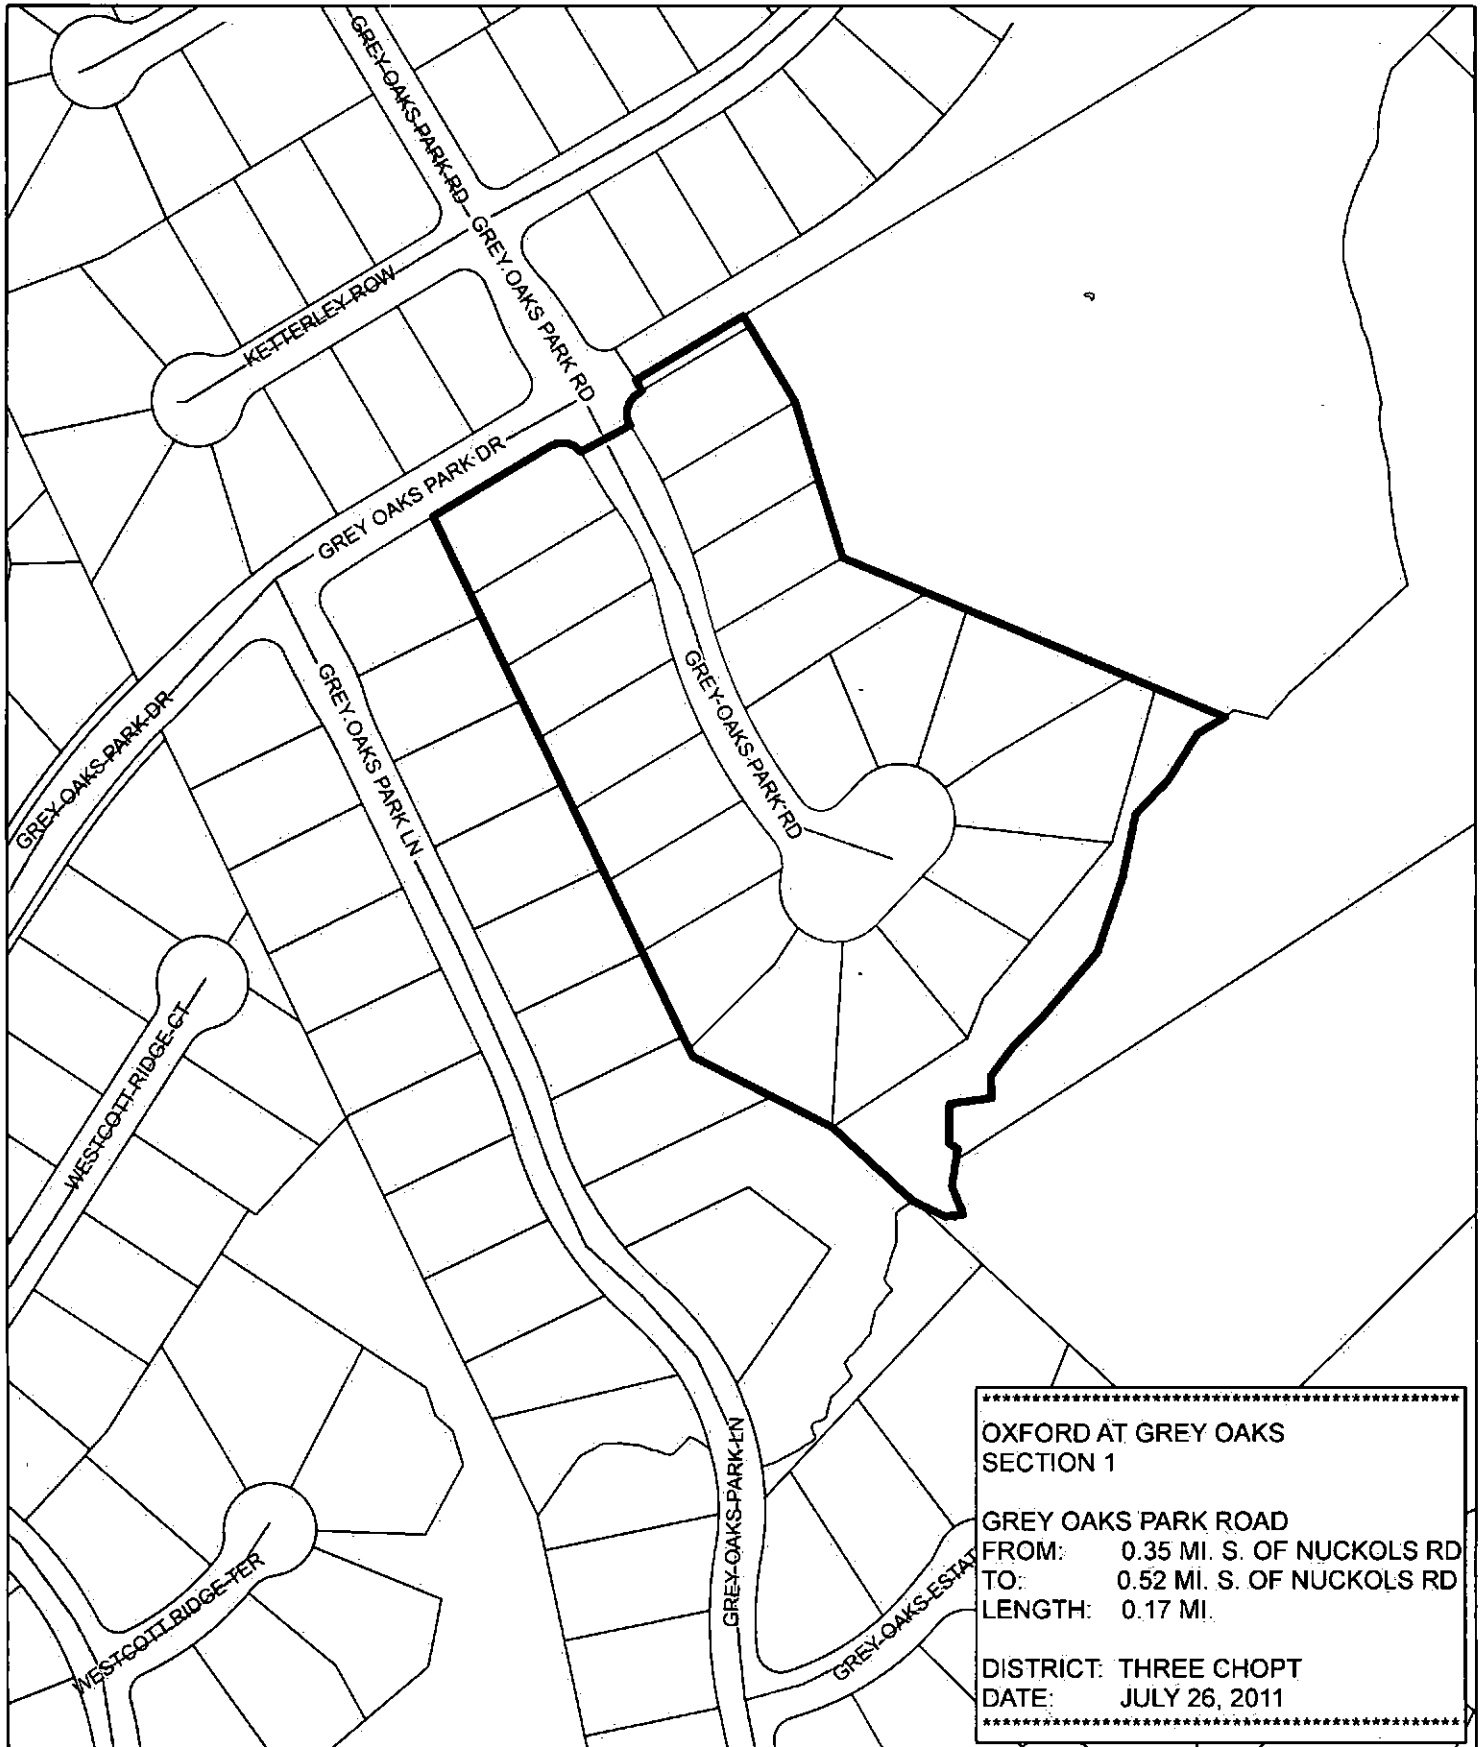 GREY OAKS PARK RD
GREY OAKS PARK RD
KETTERLEY ROW
GREY OAKS PARK DR
GREY OAKS PARK RD
GREY OAKS PARK LN
GREY OAKS PARK DR
WESTCOTT RIDGE CT
GREY OAKS PARK LN
WESTCOTT RIDGE TER
GREY OAKS ESTAT
****************************************************
OXFORD AT GREY OAKS
SECTION 1
GREY OAKS PARK ROAD
FROM: 0.35 MI. S. OF NUCKOLS RD
TO: 0.52 MI. S. OF NUCKOLS RD
LENGTH: 0.17 MI.
DISTRICT: THREE CHOPT
DATE: JULY 26, 2011
****************************************************